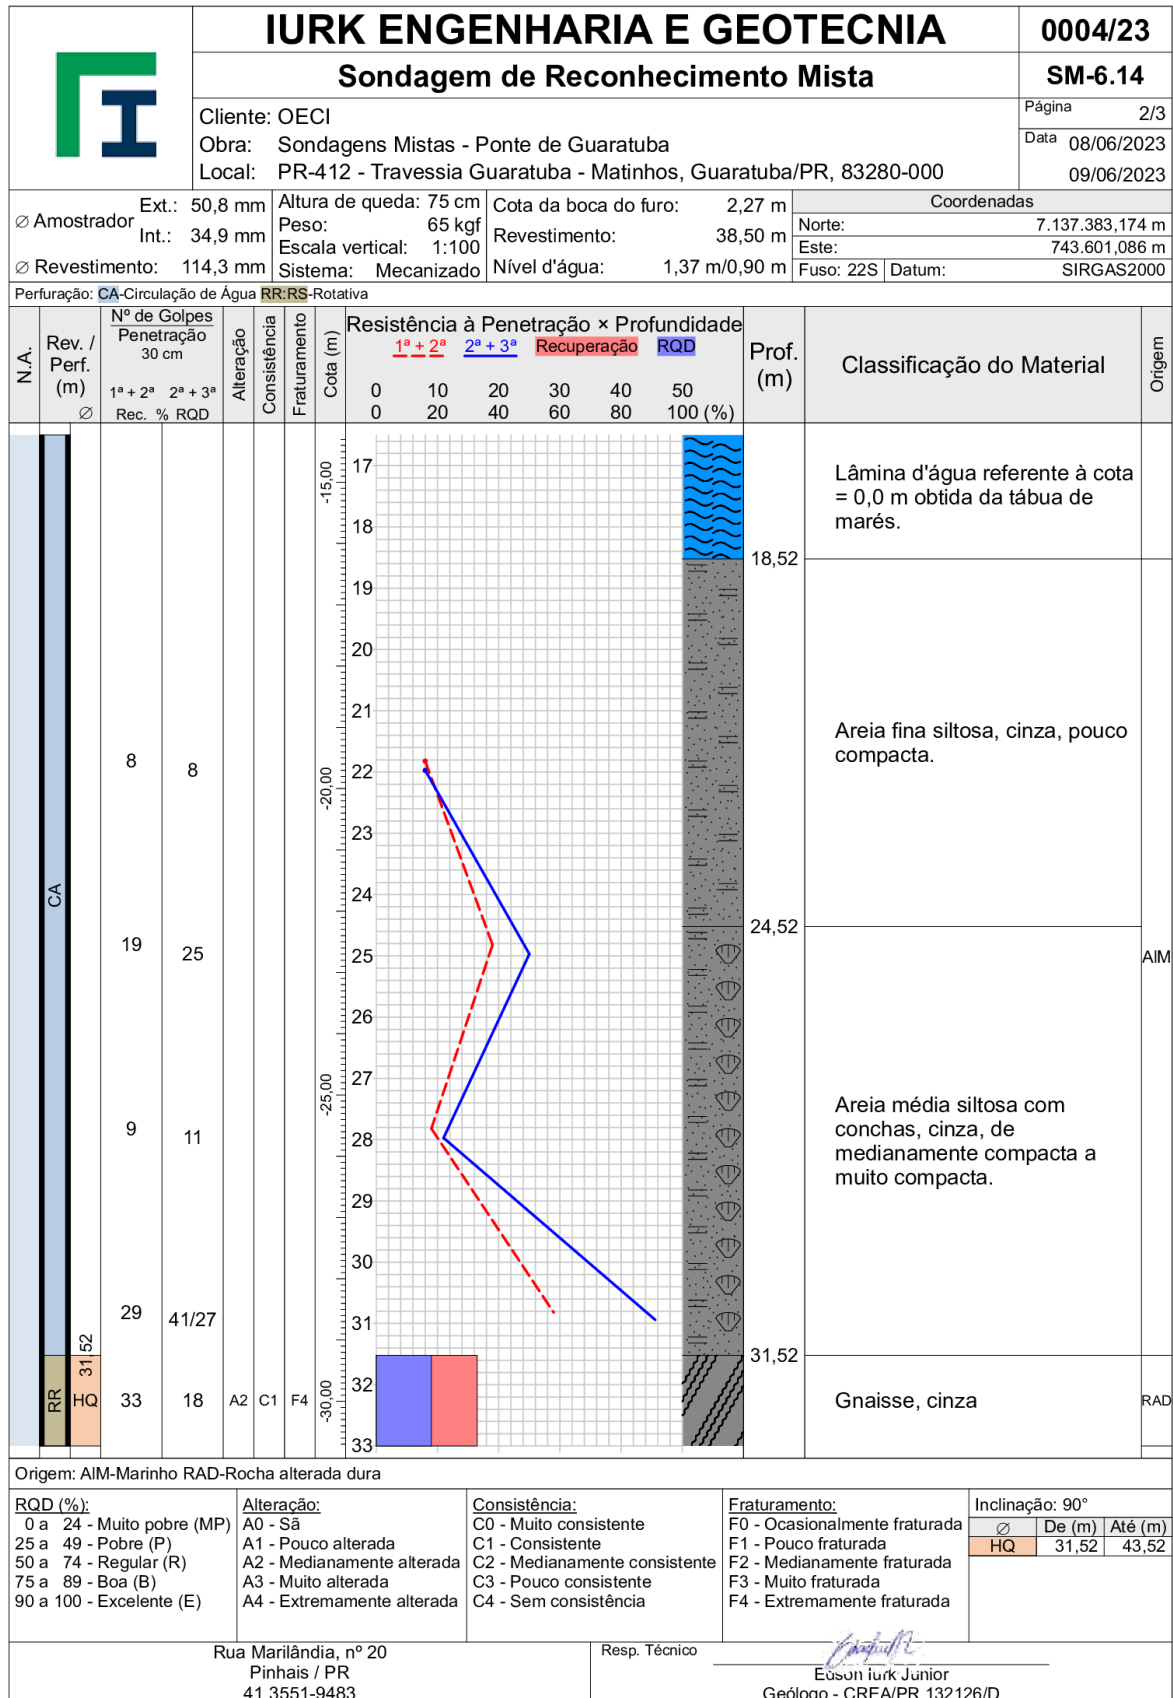 IURK ENGENHARIA E GEOTECNIA
0004/23
Sondagem de Reconhecimento Mista
SM-6.14
Cliente: OECI
Obra: Sondagens Mistas - Ponte de Guaratuba
Local: PR-412 - Travessia Guaratuba - Matinhos, Guaratuba/PR, 83280-000
Página 2/3
Data 08/06/2023
09/06/2023
∅ Amostrador Ext.: 50,8 mm
Int.: 34,9 mm
∅ Revestimento: 114,3 mm
Altura de queda: 75 cm
Peso: 65 kgf
Escala vertical: 1:100
Sistema: Mecanizado
Cota da boca do furo: 2,27 m
Revestimento: 38,50 m
Nível d'água: 1,37 m/0,90 m
Coordenadas
Norte: 7.137.383,174 m
Este: 743.601,086 m
Fuso: 22S Datum: SIRGAS2000
Perfuração: CA-Circulação de Água RR:RS-Rotativa
N.A.
Rev. /
Perf.
(m)
∅
Nº de Golpes
Penetração
30 cm
1ª + 2ª 2ª + 3ª
Rec. % RQD
Alteração
Consistência
Fraturamento
Cota (m)
Resistência à Penetração × Profundidade
1ª + 2ª 2ª + 3ª Recuperação RQD
0 10 20 30 40 50
0 20 40 60 80 100 (%)
Prof.
(m)
Classificação do Material
Origem
17
-15,00
Lâmina d'água referente à cota
= 0,0 m obtida da tábua de
marés.
18
18,52
19
20
21
Areia fina siltosa, cinza, pouco
compacta.
8 8
22
-20,00
23
24
CA
24,52
19 25
25
AIM
26
27
-25,00
Areia média siltosa com
conchas, cinza, de
medianamente compacta a
muito compacta.
9 11
28
29
30
29 41/27
31
31,52
31,52
32
RR HQ 33 18 A2 C1 F4
-30,00
Gnaisse, cinza
RAD
33
Origem: AIM-Marinho RAD-Rocha alterada dura
RQD (%):
0 a 24 - Muito pobre (MP)
25 a 49 - Pobre (P)
50 a 74 - Regular (R)
75 a 89 - Boa (B)
90 a 100 - Excelente (E)
Alteração:
A0 - Sã
A1 - Pouco alterada
A2 - Medianamente alterada
A3 - Muito alterada
A4 - Extremamente alterada
Consistência:
C0 - Muito consistente
C1 - Consistente
C2 - Medianamente consistente
C3 - Pouco consistente
C4 - Sem consistência
Fraturamento:
F0 - Ocasionalmente fraturada
F1 - Pouco fraturada
F2 - Medianamente fraturada
F3 - Muito fraturada
F4 - Extremamente fraturada
Inclinação: 90°
∅ De (m) Até (m)
HQ 31,52 43,52
Rua Marilândia, nº 20
Pinhais / PR
41 3551-9483
Resp. Técnico
Edson Iurk Junior
Geólogo - CREA/PR 132126/D